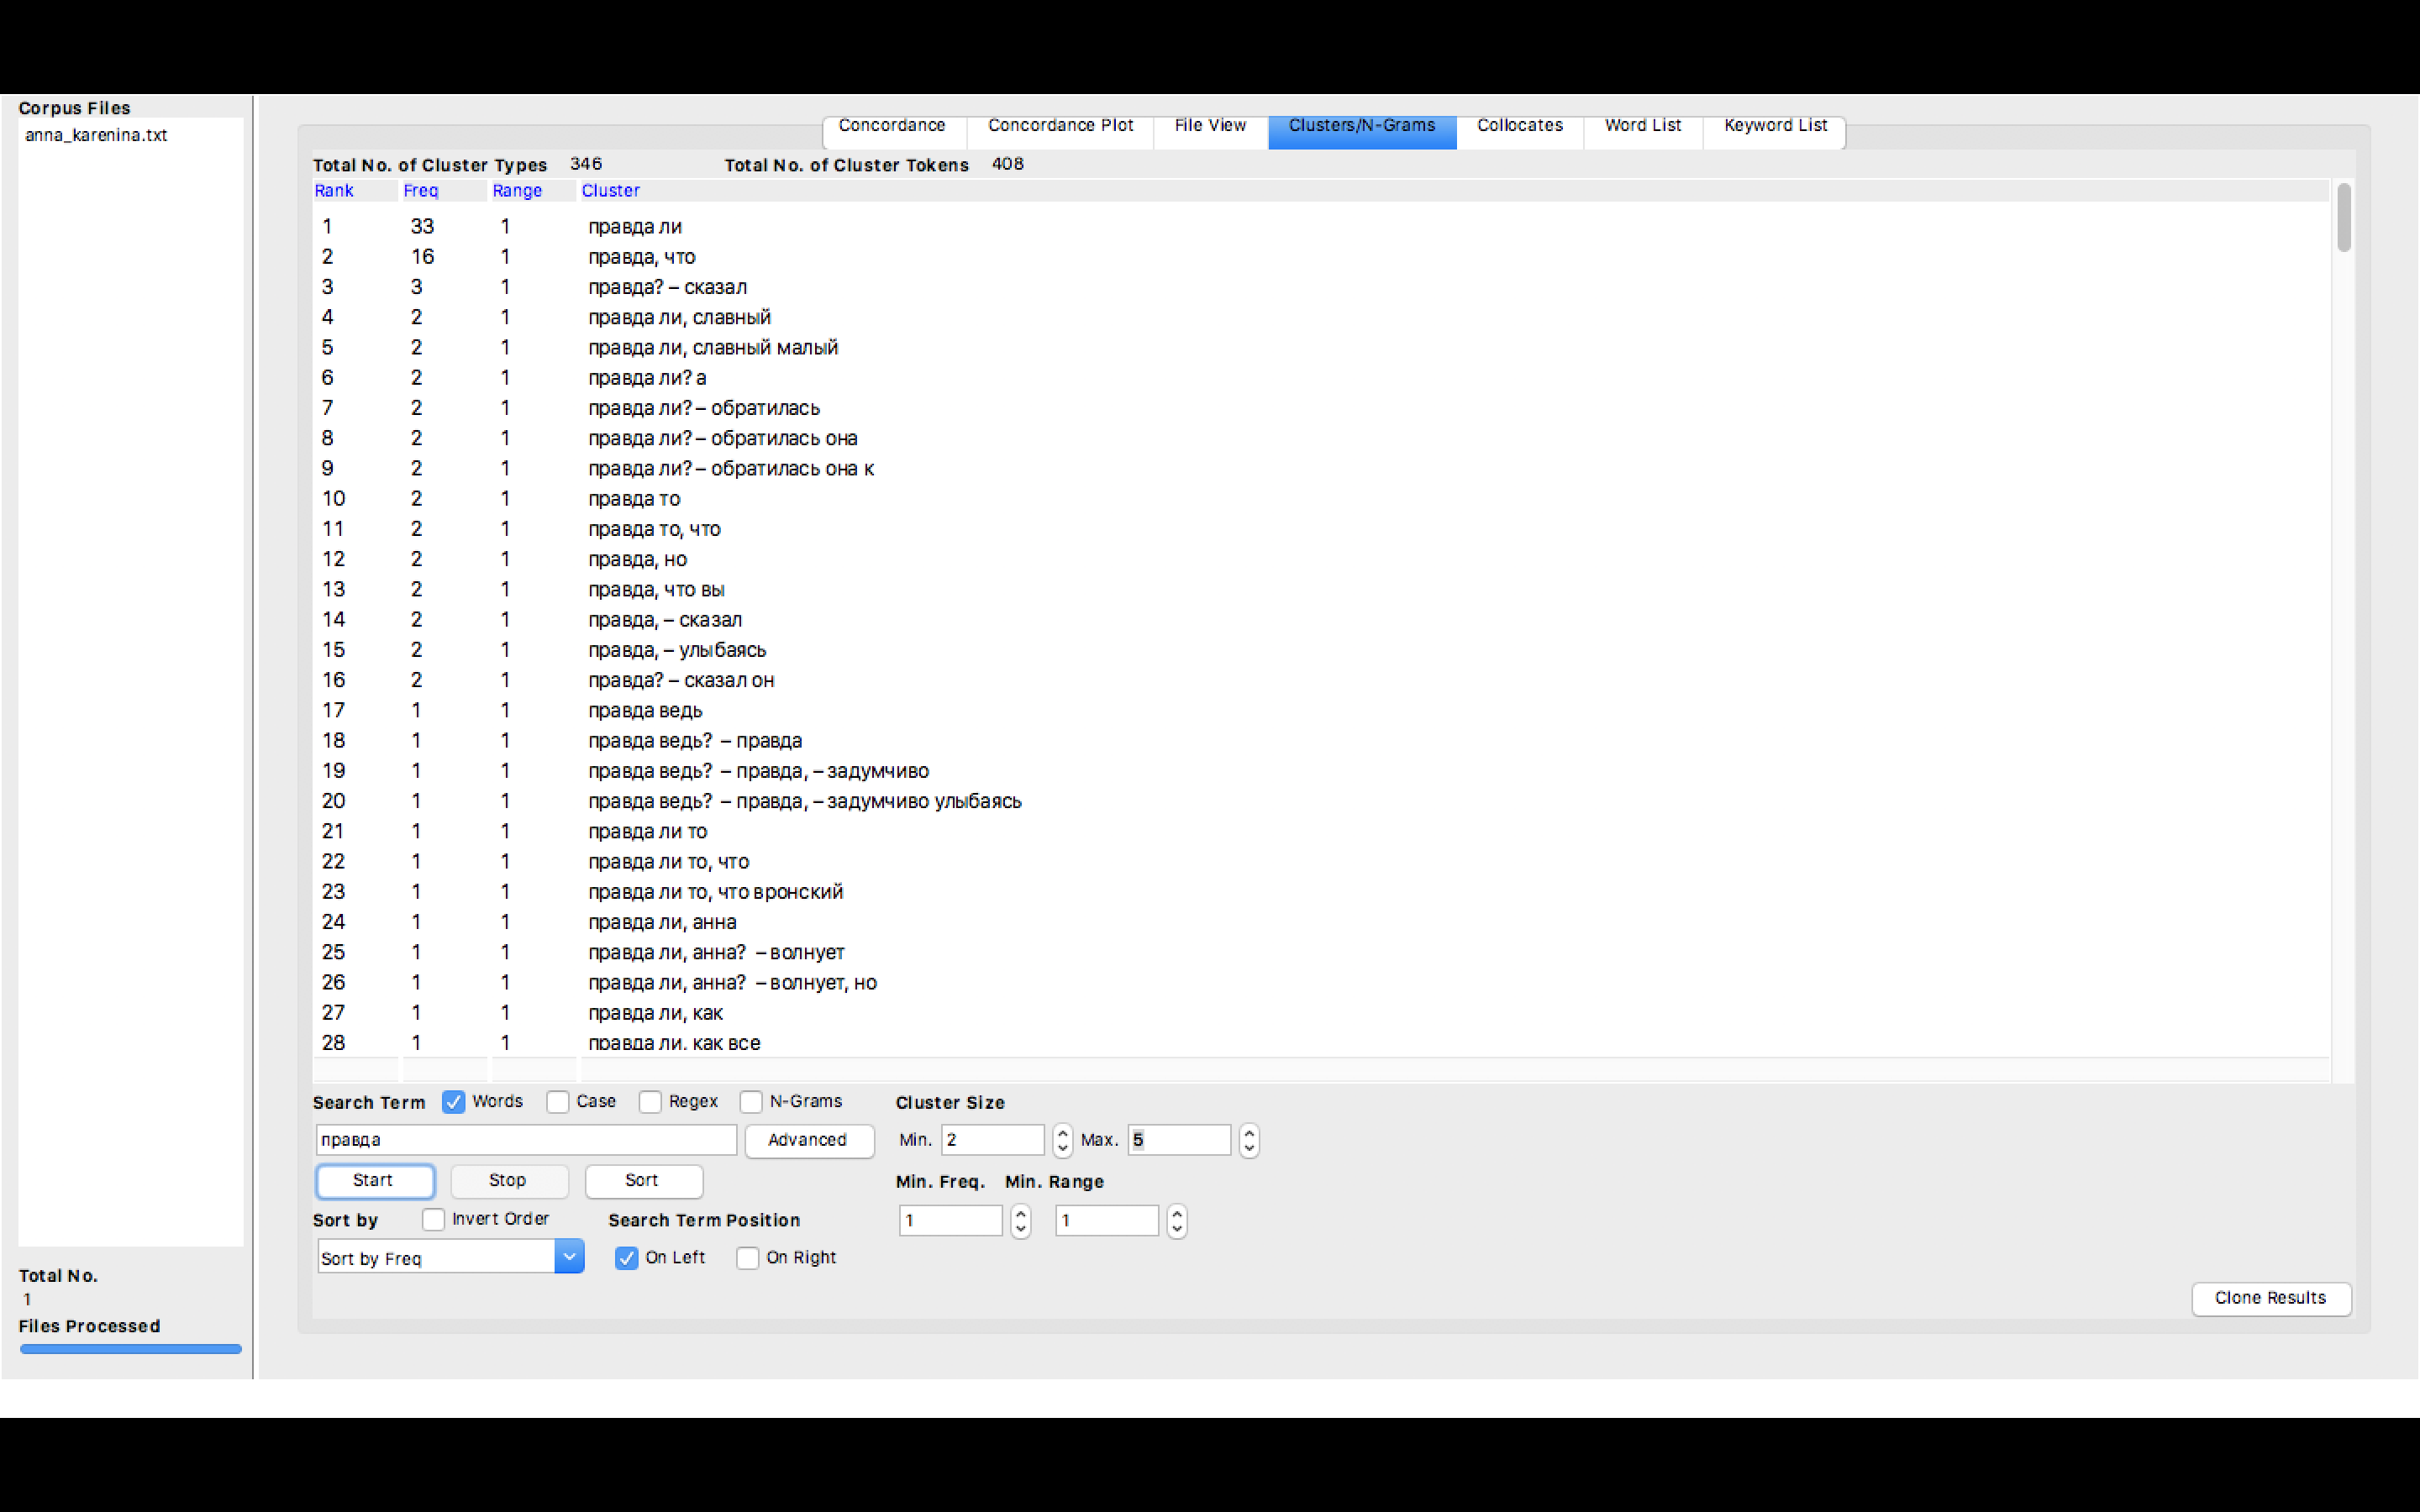 Corpus Files
anna_karenina.txt
Total No.
1
Files Processed
Concordance Concordance Plot File View Clusters/N-Grams Collocates Word List Keyword List
Total No. of Cluster Types 346 Total No. of Cluster Tokens 408
Rank Freq Range Cluster
1 33 1 правда ли
2 16 1 правда, что
3 3 1 правда? – сказал
4 2 1 правда ли, славный
5 2 1 правда ли, славный малый
6 2 1 правда ли? а
7 2 1 правда ли? – обратилась
8 2 1 правда ли? – обратилась она
9 2 1 правда ли? – обратилась она к
10 2 1 правда то
11 2 1 правда то, что
12 2 1 правда, но
13 2 1 правда, что вы
14 2 1 правда, – сказал
15 2 1 правда, – улыбаясь
16 2 1 правда? – сказал он
17 1 1 правда ведь
18 1 1 правда ведь? – правда
19 1 1 правда ведь? – правда, – задумчиво
20 1 1 правда ведь? – правда, – задумчиво улыбаясь
21 1 1 правда ли то
22 1 1 правда ли то, что
23 1 1 правда ли то, что вронский
24 1 1 правда ли, анна
25 1 1 правда ли, анна? – волнует
26 1 1 правда ли, анна? – волнует, но
27 1 1 правда ли, как
28 1 1 правда ли, как все
Search Term Words Case Regex N-Grams Cluster Size
правда Advanced Min. 2 Max. 5
Start Stop Sort Min. Freq. Min. Range
Sort by Invert Order Search Term Position 1 1
Sort by Freq On Left On Right
Clone Results